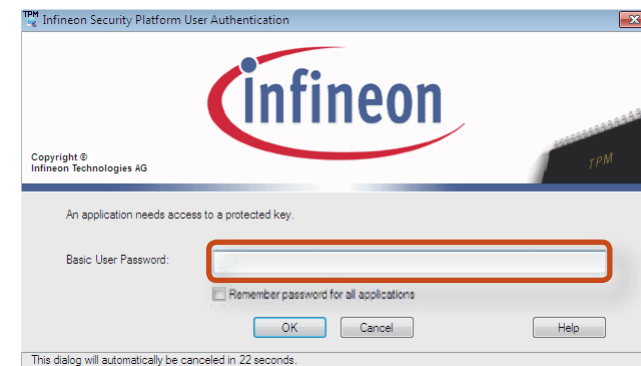 TPM
Infineon Security Platform User Authentication
infineon
Copyright ©
Infineon Technologies AG
TPM
An application needs access to a protected key.
Basic User Password:
Remember password for all applications
OK Cancel Help
This dialog will automatically be canceled in 22 seconds.